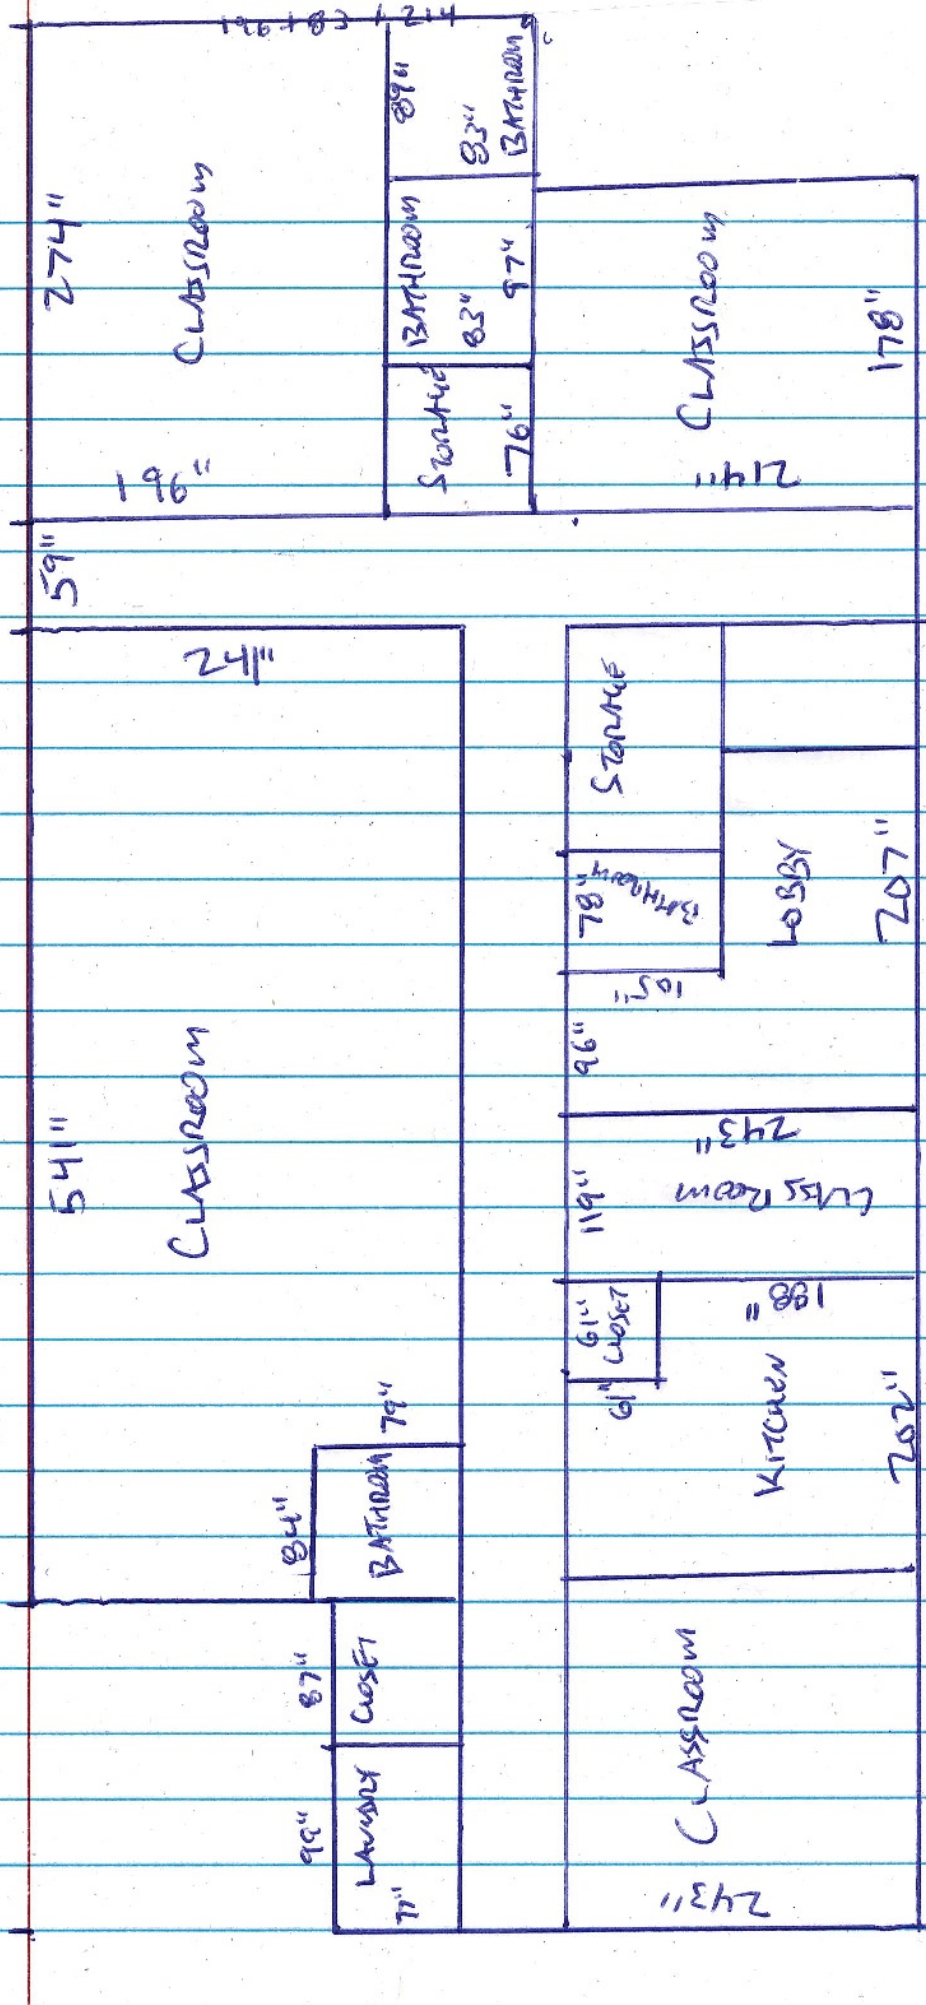 196 + 83 + 214
274"
CLASSROOM
196"
89"
83"
BATHROOM
BATHROOM
83"
97"
STORAGE
76"
CLASSROOM
178"
214"
59"
241"
541"
CLASSROOM
STORAGE
78"
BATHROOM
105"
LOBBY
207"
96"
119"
243"
CLASSROOM
61"
CLOSET
61"
188"
KITCHEN
202"
79"
84"
BATHROOM
87"
CLOSET
99"
LAUNDRY
77"
CLASSROOM
243"